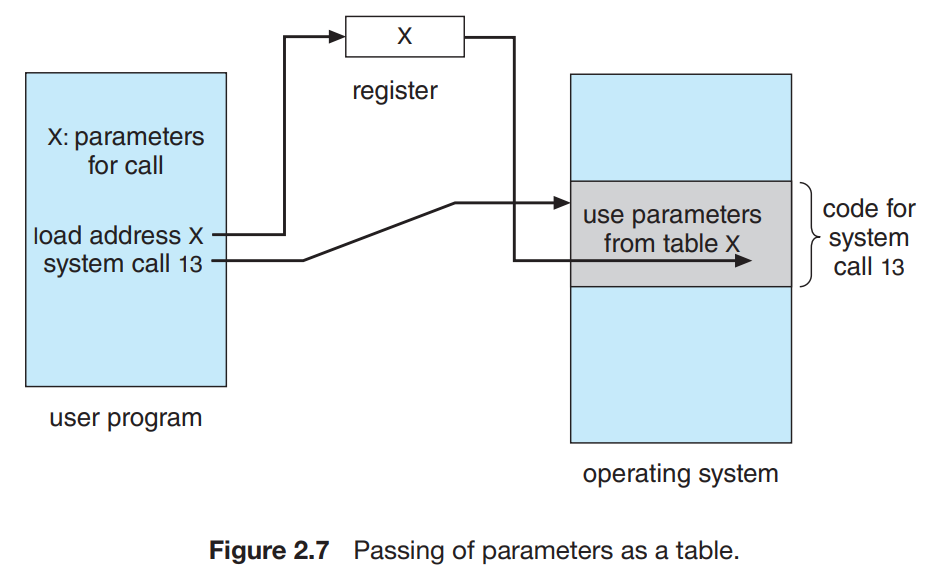 X
register
X: parameters
for call
load address X
system call 13
use parameters
from table X
code for
system
call 13
user program
operating system
Figure 2.7 Passing of parameters as a table.